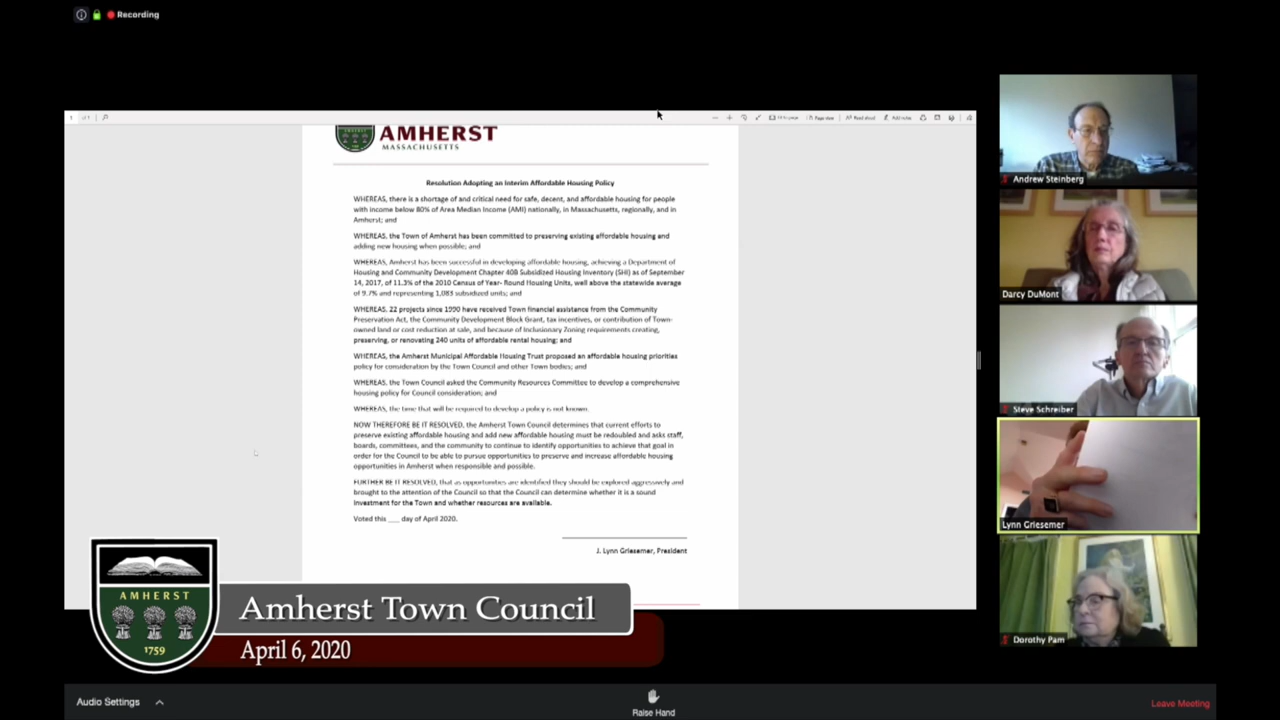 Recording
of 1
Page view
Read aloud
Add notes
AMHERST
MASSACHUSETTS
Resolution Adopting an Interim Affordable Housing Policy
WHEREAS, there is a shortage of and critical need for safe, decent, and affordable housing for people
with income below 80% of Area Median Income (AMI) nationally, in Massachusetts, regionally, and in
Amherst; and
WHEREAS, the Town of Amherst has been committed to preserving existing affordable housing and
adding new housing when possible; and
WHEREAS, Amherst has been successful in developing affordable housing, achieving a Department of
Housing and Community Development Chapter 40B Subsidized Housing Inventory (SHI) as of September
14, 2017, of 11.3% of the 2010 Census of Year- Round Housing Units, well above the statewide average
of 9.7% and representing 1,083 subsidized units; and
WHEREAS, 22 projects since 1990 have received Town financial assistance from the Community
Preservation Act, the Community Development Block Grant, tax incentives, or contribution of Town-
owned land or cost reduction at sale, and because of Inclusionary Zoning requirements creating,
preserving, or renovating 240 units of affordable rental housing; and
WHEREAS, the Amherst Municipal Affordable Housing Trust proposed an affordable housing priorities
policy for consideration by the Town Council and other Town bodies; and
WHEREAS, the Town Council asked the Community Resources Committee to develop a comprehensive
housing policy for Council consideration; and
WHEREAS, the time that will be required to develop a policy is not known.
NOW THEREFORE BE IT RESOLVED, the Amherst Town Council determines that current efforts to
preserve existing affordable housing and add new affordable housing must be redoubled and asks staff,
boards, committees, and the community to continue to identify opportunities to achieve that goal in
order for the Council to be able to pursue opportunities to preserve and increase affordable housing
opportunities in Amherst when responsible and possible.
FURTHER BE IT RESOLVED, that as opportunities are identified they should be explored aggressively and
brought to the attention of the Council so that the Council can determine whether it is a sound
investment for the Town and whether resources are available.
Voted this ___ day of April 2020.
J. Lynn Griesemer, President
Andrew Steinberg
Darcy DuMont
Steve Schreiber
Lynn Griesemer
Dorothy Pam
AMHERST
1759
Amherst Town Council
April 6, 2020
Audio Settings
Raise Hand
Leave Meeting